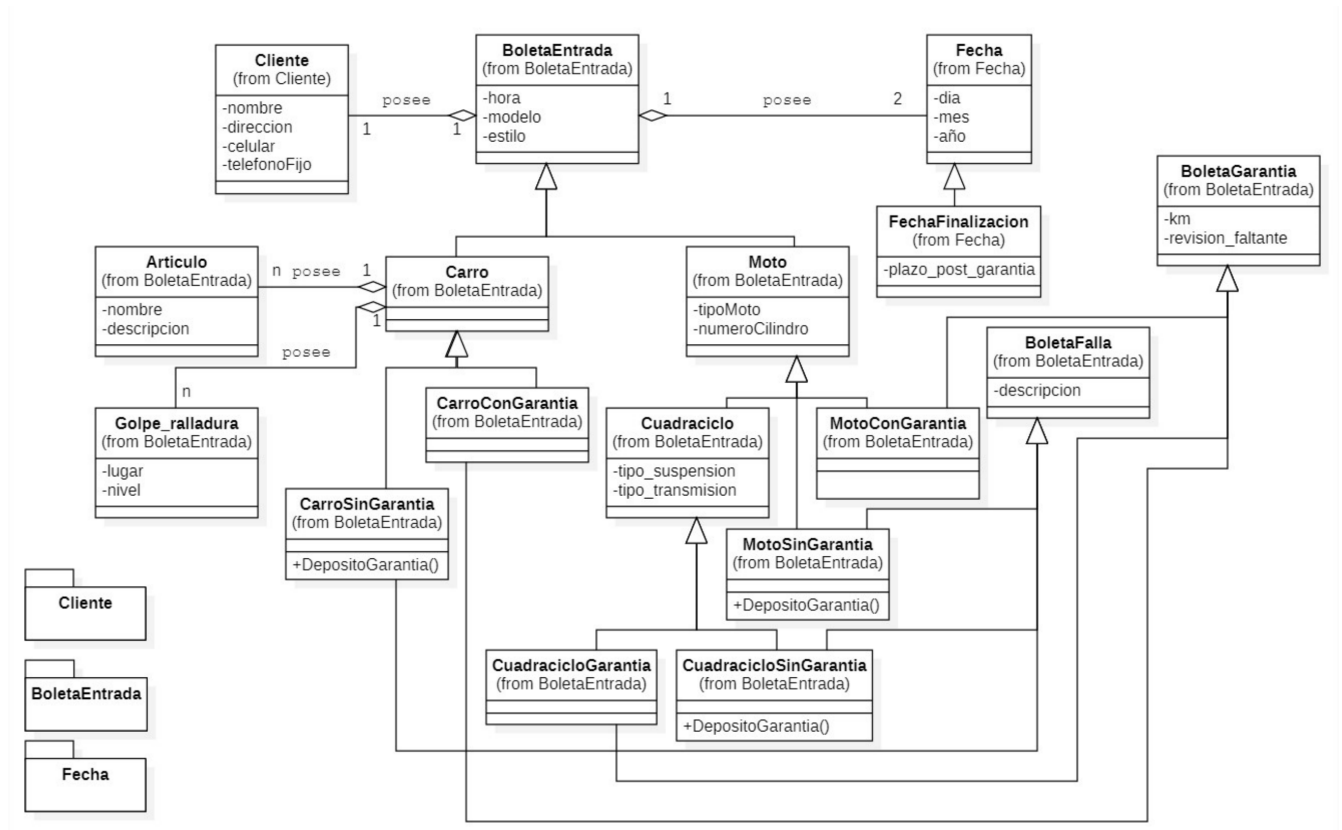 Cliente
(from Cliente)
-nombre
-direccion
-celular
-telefonoFijo
posee
1
1
BoletaEntrada
(from BoletaEntrada)
-hora
-modelo
-estilo
1
posee
2
Fecha
(from Fecha)
-dia
-mes
-año
BoletaGarantia
(from BoletaEntrada)
-km
-revision_faltante
FechaFinalizacion
(from Fecha)
-plazo_post_garantia
Articulo
(from BoletaEntrada)
-nombre
-descripcion
n posee 1
Carro
(from BoletaEntrada)
1
posee
n
Moto
(from BoletaEntrada)
-tipoMoto
-numeroCilindro
BoletaFalla
(from BoletaEntrada)
-descripcion
Golpe_ralladura
(from BoletaEntrada)
-lugar
-nivel
CarroConGarantia
(from BoletaEntrada)
Cuadraciclo
(from BoletaEntrada)
-tipo_suspension
-tipo_transmision
MotoConGarantia
(from BoletaEntrada)
CarroSinGarantia
(from BoletaEntrada)
+DepositoGarantia()
MotoSinGarantia
(from BoletaEntrada)
+DepositoGarantia()
CuadracicloGarantia
(from BoletaEntrada)
CuadracicloSinGarantia
(from BoletaEntrada)
+DepositoGarantia()
Cliente
BoletaEntrada
Fecha